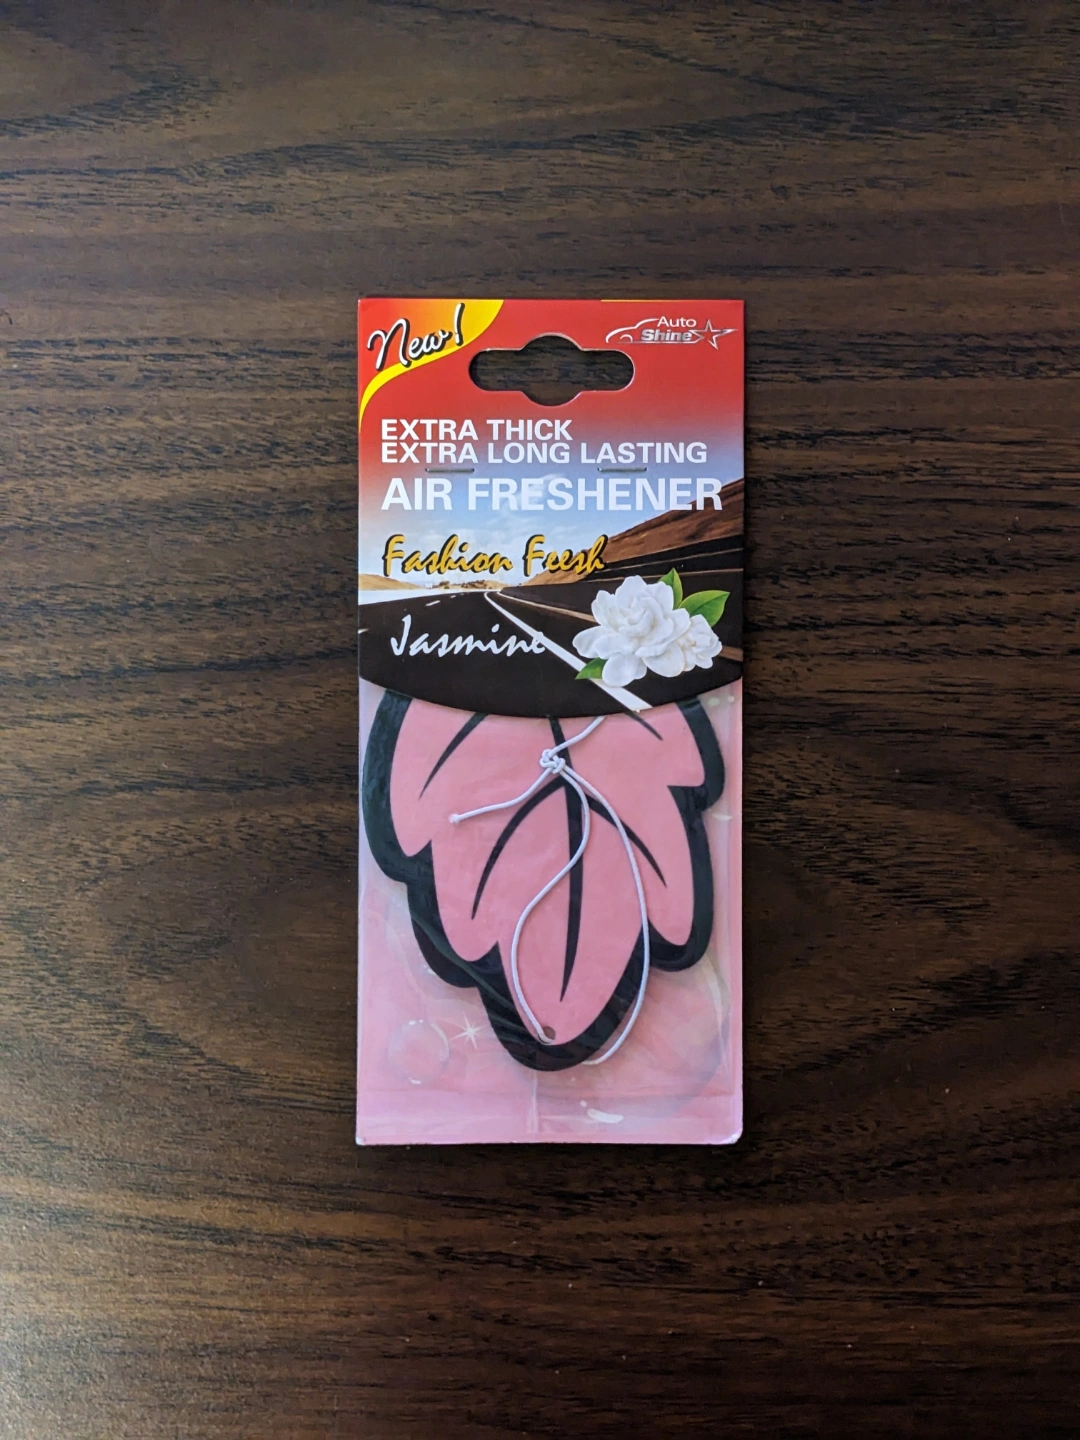 New!
Auto
Shine
EXTRA THICK
EXTRA LONG LASTING
AIR FRESHENER
Fashion Feesh
Jasmine